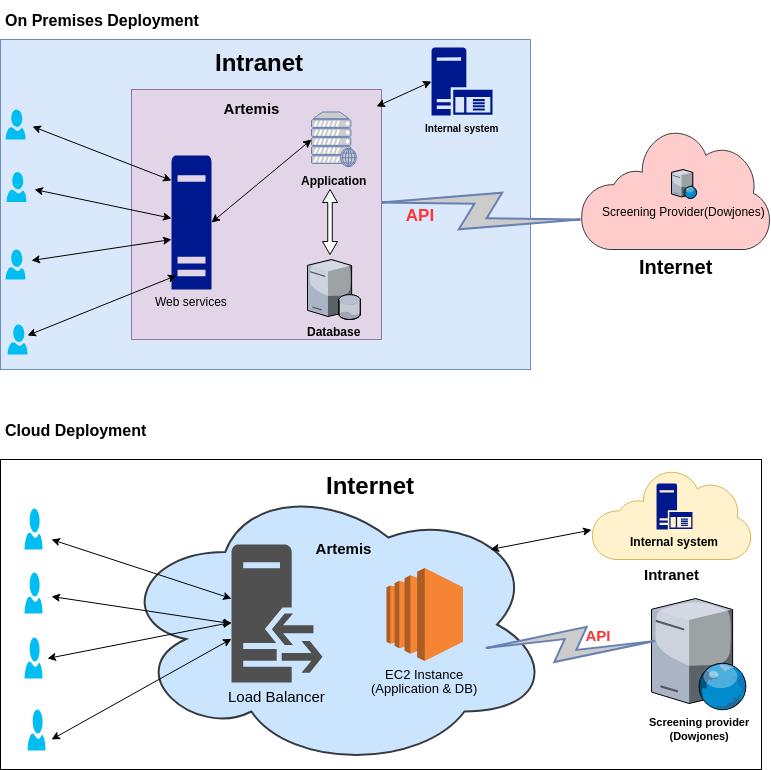 On Premises Deployment
Intranet
Artemis
Internal system
Application
API
Screening Provider(Dowjones)
Internet
Web services
Database
Cloud Deployment
Internet
Artemis
Internal system
Intranet
API
EC2 Instance
(Application & DB)
Load Balancer
Screening provider
(Dowjones)